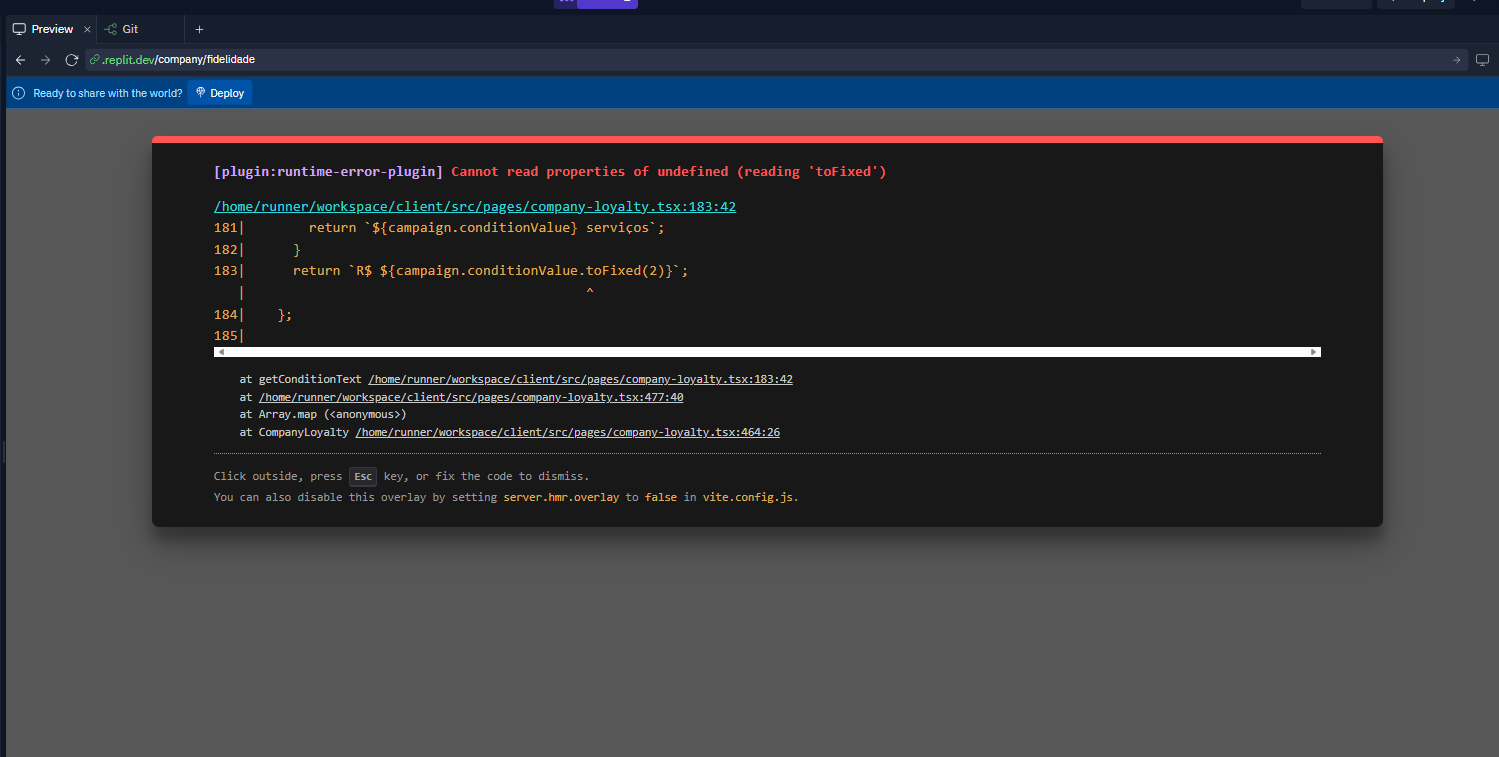 Preview × Git +
.replit.dev/company/fidelidade
Ready to share with the world? Deploy
[plugin:runtime-error-plugin] Cannot read properties of undefined (reading 'toFixed')
/home/runner/workspace/client/src/pages/company-loyalty.tsx:183:42
181|        return `${campaign.conditionValue} serviços`;
182|      }
183|      return `R$ ${campaign.conditionValue.toFixed(2)}`;
   |                                           ^
184|    };
185|
at getConditionText /home/runner/workspace/client/src/pages/company-loyalty.tsx:183:42
at /home/runner/workspace/client/src/pages/company-loyalty.tsx:477:40
at Array.map (<anonymous>)
at CompanyLoyalty /home/runner/workspace/client/src/pages/company-loyalty.tsx:464:26
Click outside, press Esc key, or fix the code to dismiss.
You can also disable this overlay by setting server.hmr.overlay to false in vite.config.js.